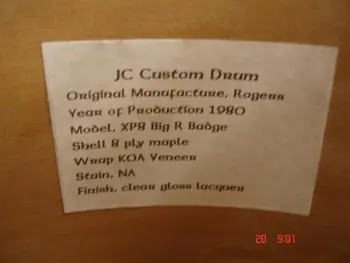 JC Custom Drum
Original Manufacture, Rogers
Year of Production 1980
Model, XP8 Big R Badge
Shell 8 ply maple
Wrap KOA Veneer
Stain, NA
Finish, clear gloss lacquer
20 9:01